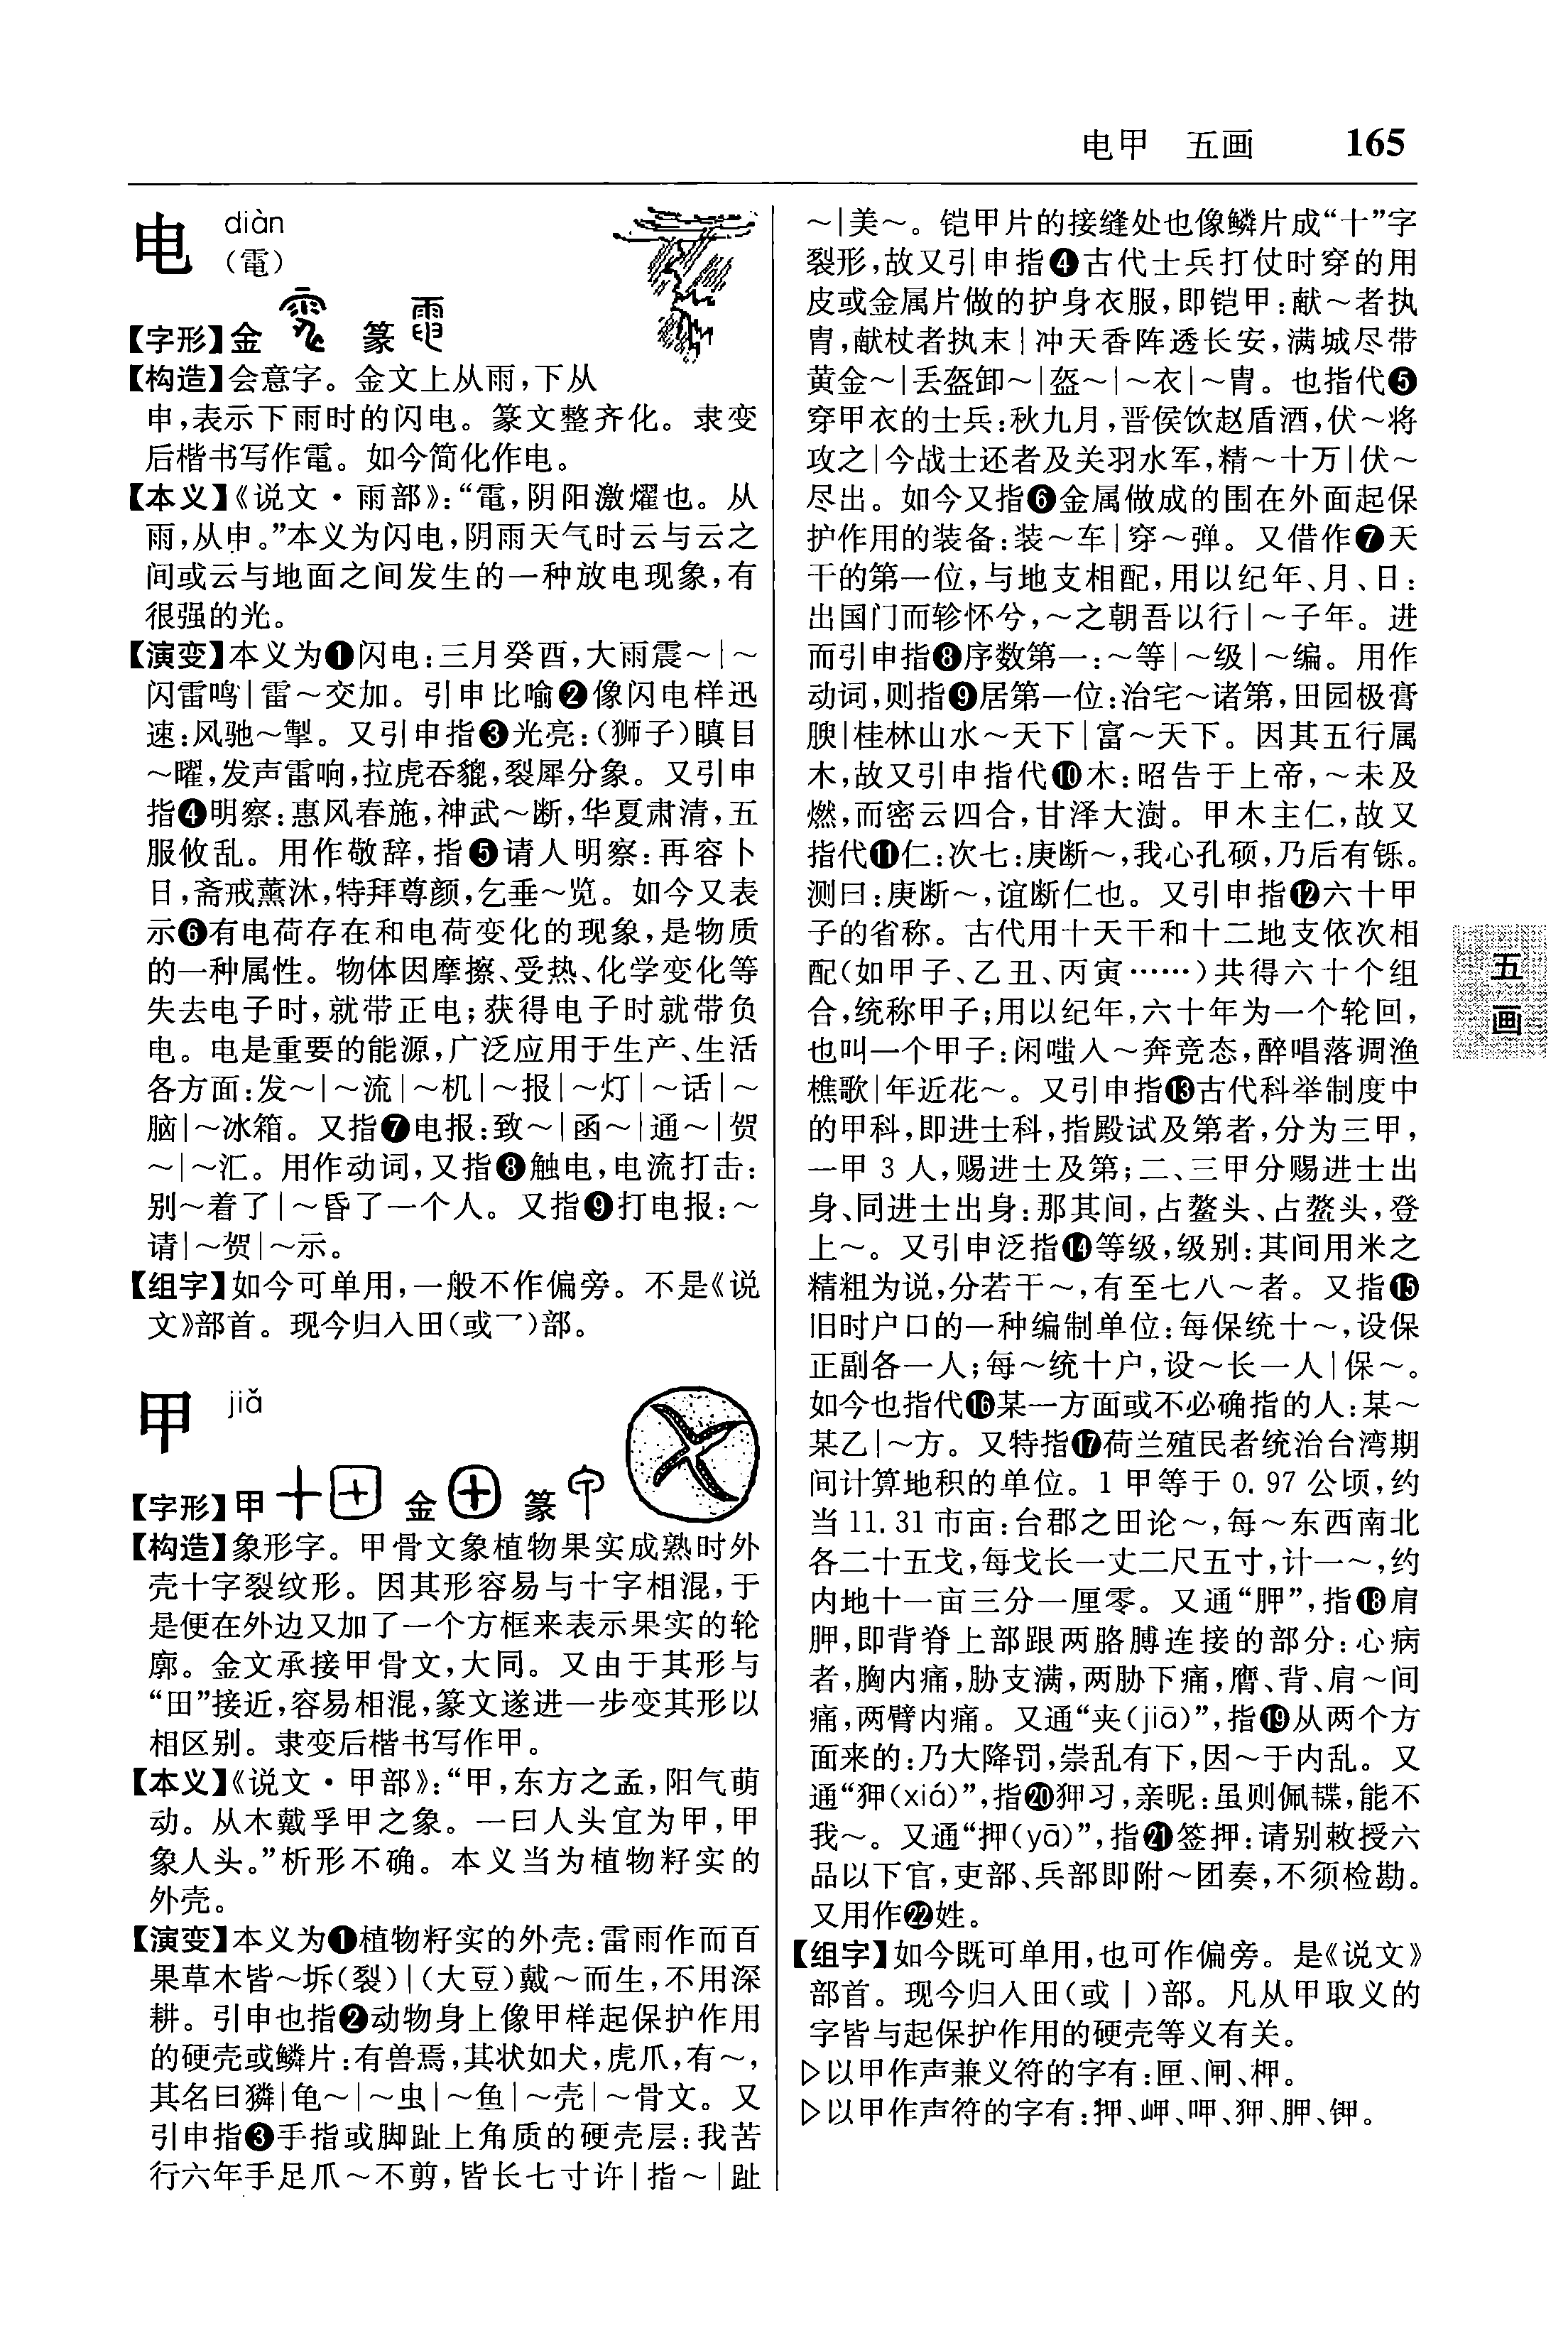 电甲 五画 165
电 diàn
（電）
【字形】金 篆
【构造】会意字。金文上从雨，下从
申，表示下雨时的闪电。篆文整齐化。隶变
后楷书写作電。如今简化作电。
【本义】《说文·雨部》：“電，阴阳激燿也。从
雨，从申。”本义为闪电，阴雨天气时云与云之
间或云与地面之间发生的一种放电现象，有
很强的光。
【演变】本义为❶闪电：三月癸酉，大雨震～|～
闪雷鸣|雷～交加。引申比喻❷像闪电样迅
速：风驰～掣。又引申指❸光亮：（狮子）瞋目
～曜，发声雷响，拉虎吞貔，裂犀分象。又引申
指❹明察：惠风春施，神武～断，华夏肃清，五
服攸乱。用作敬辞，指❺请人明察：再容卜
日，斋戒薰沐，特拜尊颜，乞垂～览。如今又表
示❻有电荷存在和电荷变化的现象，是物质
的一种属性。物体因摩擦、受热、化学变化等
失去电子时，就带正电；获得电子时就带负
电。电是重要的能源，广泛应用于生产、生活
各方面：发～|～流|～机|～报|～灯|～话|～
脑|～冰箱。又指❼电报：致～|函～|通～|贺
～|～汇。用作动词，又指❽触电，电流打击：
别～着了|～昏了一个人。又指❾打电报：～
请|～贺|～示。
【组字】如今可单用，一般不作偏旁。不是《说
文》部首。现今归入田（或乛）部。
甲 jiǎ
【字形】甲 金 篆
【构造】象形字。甲骨文象植物果实成熟时外
壳十字裂纹形。因其形容易与十字相混，于
是便在外边又加了一个方框来表示果实的轮
廓。金文承接甲骨文，大同。又由于其形与
“田”接近，容易相混，篆文遂进一步变其形以
相区别。隶变后楷书写作甲。
【本义】《说文·甲部》：“甲，东方之孟，阳气萌
动。从木戴孚甲之象。一曰人头宜为甲，甲
象人头。”析形不确。本义当为植物籽实的
外壳。
【演变】本义为❶植物籽实的外壳：雷雨作而百
果草木皆～坼（裂）|（大豆）戴～而生，不用深
耕。引申也指❷动物身上像甲样起保护作用
的硬壳或鳞片：有兽焉，其状如犬，虎爪，有～，
其名曰獜|龟～|～虫|～鱼|～壳|～骨文。又
引申指❸手指或脚趾上角质的硬壳层：我苦
行六年手足爪～不剪，皆长七寸许|指～|趾
～|美～。铠甲片的接缝处也像鳞片成“十”字
裂形，故又引申指❹古代士兵打仗时穿的用
皮或金属片做的护身衣服，即铠甲：献～者执
胄，献杖者执末|冲天香阵透长安，满城尽带
黄金～|丢盔卸～|盔～|～衣|～胄。也指代❺
穿甲衣的士兵：秋九月，晋侯饮赵盾酒，伏～将
攻之|今战士还者及关羽水军，精～十万|伏～
尽出。如今又指❻金属做成的围在外面起保
护作用的装备：装～车|穿～弹。又借作❼天
干的第一位，与地支相配，用以纪年、月、日：
出国门而轸怀兮，～之朝吾以行|～子年。进
而引申指❽序数第一：～等|～级|～编。用作
动词，则指❾居第一位：治宅～诸第，田园极膏
腴|桂林山水～天下|富～天下。因其五行属
木，故又引申指代❿木：昭告于上帝，～未及
燃，而密云四合，甘泽大澍。甲木主仁，故又
指代⓫仁：次七：庚断～，我心孔硕，乃后有铄。
测曰：庚断～，谊断仁也。又引申指⓬六十甲
子的省称。古代用十天干和十二地支依次相
配（如甲子、乙丑、丙寅……）共得六十个组
合，统称甲子；用以纪年，六十年为一个轮回，
也叫一个甲子：闲嗤人～奔竞态，醉唱落调渔
樵歌|年近花～。又引申指⓭古代科举制度中
的甲科，即进士科，指殿试及第者，分为三甲，
一甲3人，赐进士及第；二、三甲分赐进士出
身、同进士出身：那其间，占鳌头、占鳌头，登
上～。又引申泛指⓮等级，级别：其间用米之
精粗为说，分若干～，有至七八～者。又指⓯
旧时户口的一种编制单位：每保统十～，设保
正副各一人；每～统十户，设～长一人|保～。
如今也指代⓰某一方面或不必确指的人：某～
某乙|～方。又特指⓱荷兰殖民者统治台湾期
间计算地积的单位。1甲等于0.97公顷，约
当11.31市亩：台郡之田论～，每～东西南北
各二十五戈，每戈长一丈二尺五寸，计一～，约
内地十一亩三分一厘零。又通“胛”，指⓲肩
胛，即背脊上部跟两胳膊连接的部分：心病
者，胸内痛，胁支满，两胁下痛，膺、背、肩～间
痛，两臂内痛。又通“夹（jiā）”，指⓳从两个方
面来的：乃大降罚，崇乱有下，因～于内乱。又
通“狎（xiá）”，指⓴狎习，亲昵：虽则佩韘，能不
我～。又通“押（yā）”，指㉑签押：请别敕授六
品以下官，吏部、兵部即附～团奏，不须检勘。
又用作㉒姓。
【组字】如今既可单用，也可作偏旁。是《说文》
部首。现今归入田（或丨）部。凡从甲取义的
字皆与起保护作用的硬壳等义有关。
▷以甲作声兼义符的字有：匣、闸、柙。
▷以甲作声符的字有：押、岬、呷、狎、胛、钾。
五
画